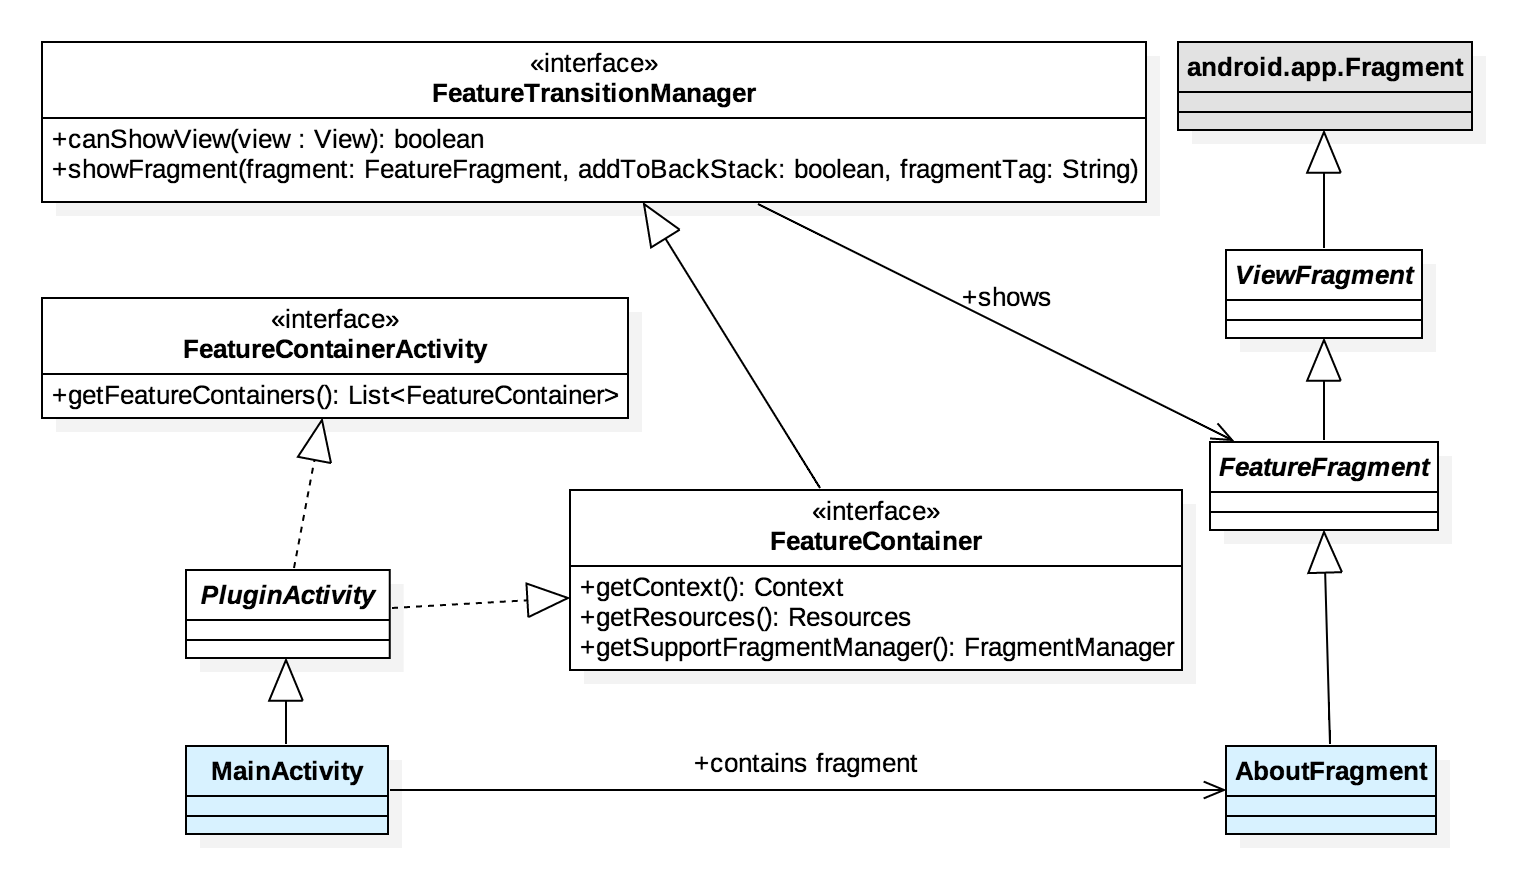 «interface»
FeatureTransitionManager
+canShowView(view : View): boolean
+showFragment(fragment: FeatureFragment, addToBackStack: boolean, fragmentTag: String)
android.app.Fragment
ViewFragment
+shows
«interface»
FeatureContainerActivity
+getFeatureContainers(): List<FeatureContainer>
FeatureFragment
«interface»
FeatureContainer
+getContext(): Context
+getResources(): Resources
+getSupportFragmentManager(): FragmentManager
PluginActivity
MainActivity
+contains fragment
AboutFragment